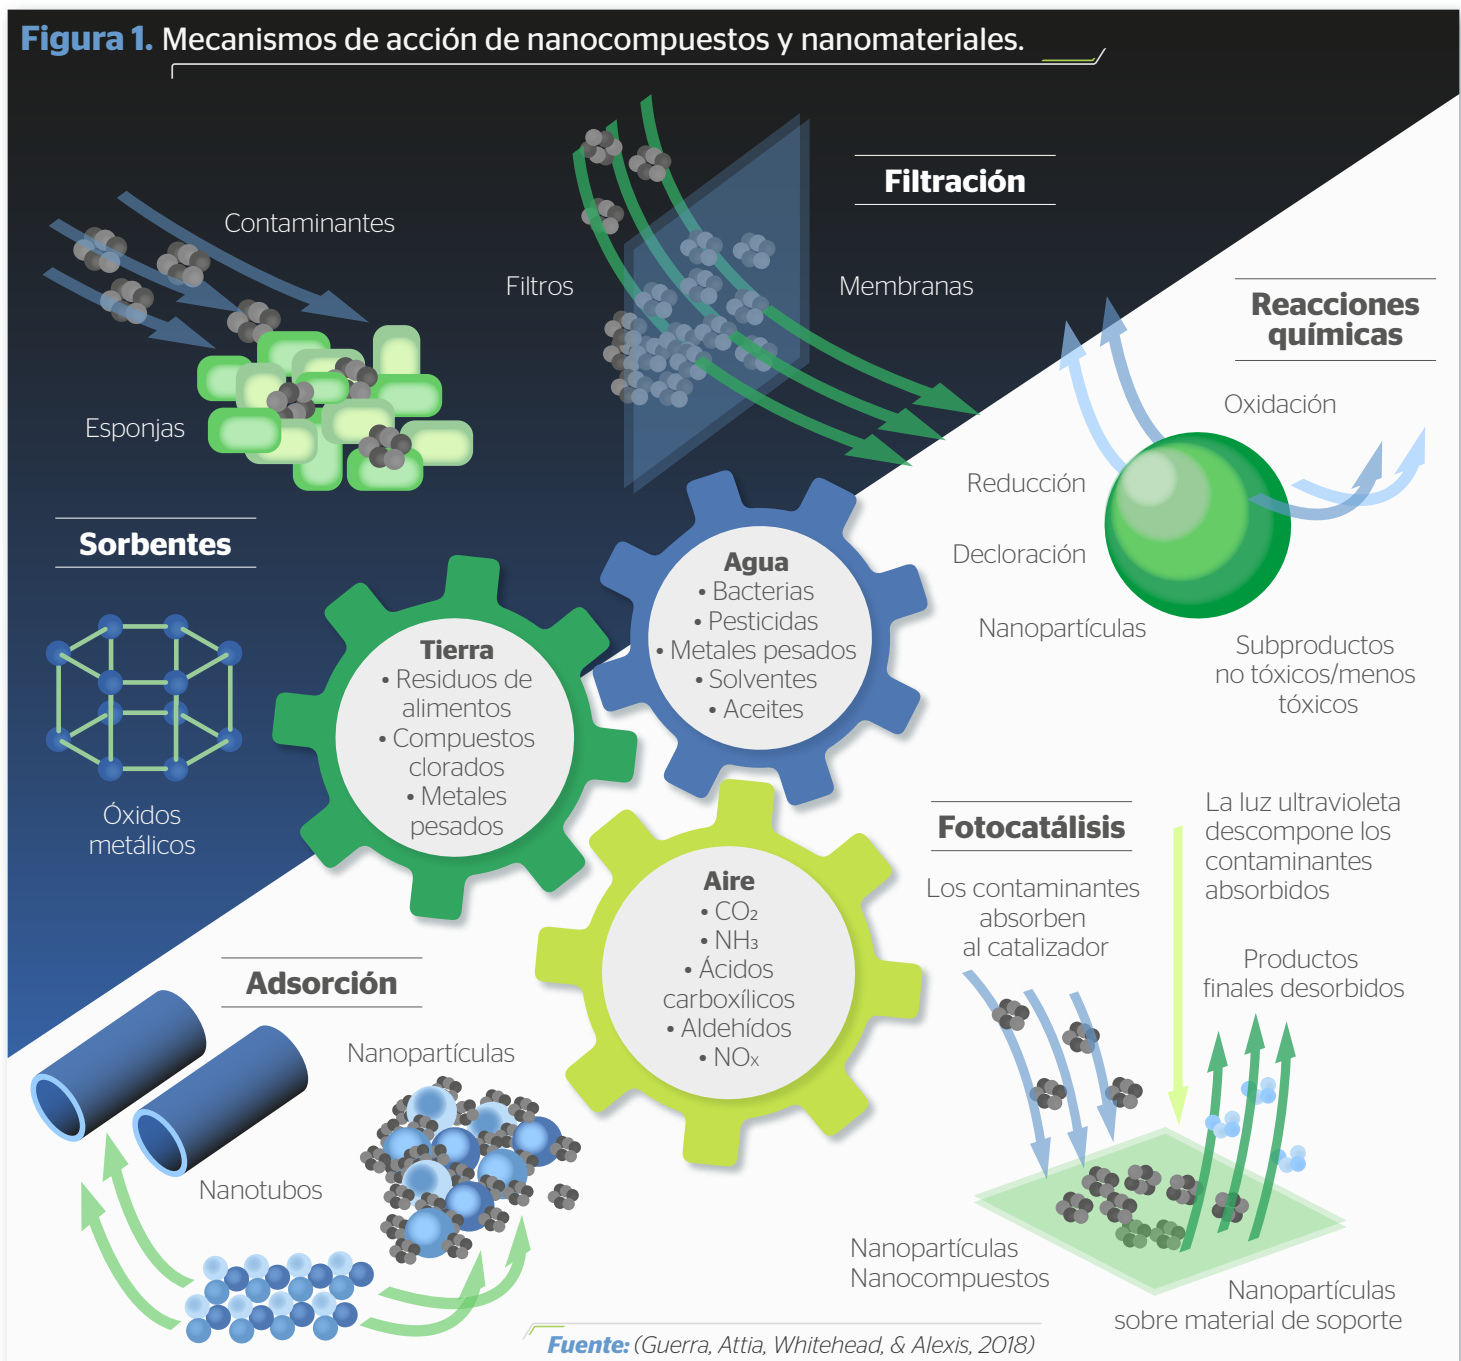 Figura 1. Mecanismos de acción de nanocompuestos y nanomateriales.
Filtración
Contaminantes
Filtros
Membranas
Esponjas
Sorbentes
Óxidos
metálicos
Reacciones
químicas
Oxidación
Reducción
Decloración
Nanopartículas
Subproductos
no tóxicos/menos
tóxicos
Agua
• Bacterias
• Pesticidas
• Metales pesados
• Solventes
• Aceites
Tierra
• Residuos de
alimentos
• Compuestos
clorados
• Metales
pesados
Aire
• CO₂
• NH₃
• Ácidos
carboxílicos
• Aldehídos
• NOx
Fotocatálisis
Los contaminantes
absorben
al catalizador
La luz ultravioleta
descompone los
contaminantes
absorbidos
Productos
finales desorbidos
Nanopartículas
Nanocompuestos
Nanopartículas
sobre material de soporte
Adsorción
Nanopartículas
Nanotubos
Fuente: (Guerra, Attia, Whitehead, & Alexis, 2018)